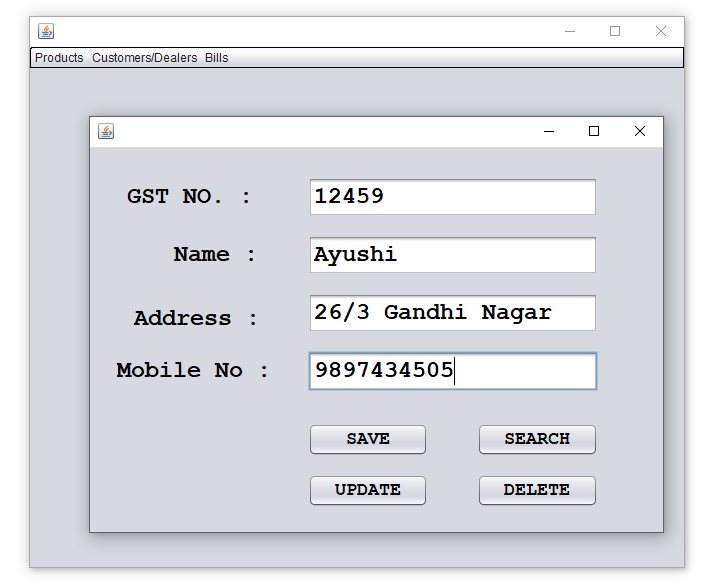 Products Customers/Dealers Bills
GST NO. : 12459
Name : Ayushi
Address : 26/3 Gandhi Nagar
Mobile No : 9897434505
SAVE SEARCH
UPDATE DELETE